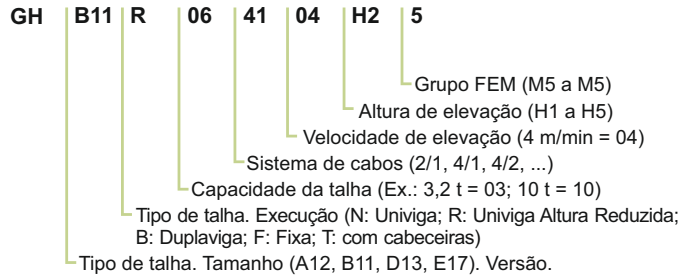 GH B11 R 06 41 04 H2 5
Grupo FEM (M5 a M5)
Altura de elevação (H1 a H5)
Velocidade de elevação (4 m/min = 04)
Sistema de cabos (2/1, 4/1, 4/2, ...)
Capacidade da talha (Ex.: 3,2 t = 03; 10 t = 10)
Tipo de talha. Execução (N: Univiga; R: Univiga Altura Reduzida;
B: Duplaviga; F: Fixa; T: com cabeceiras)
Tipo de talha. Tamanho (A12, B11, D13, E17). Versão.